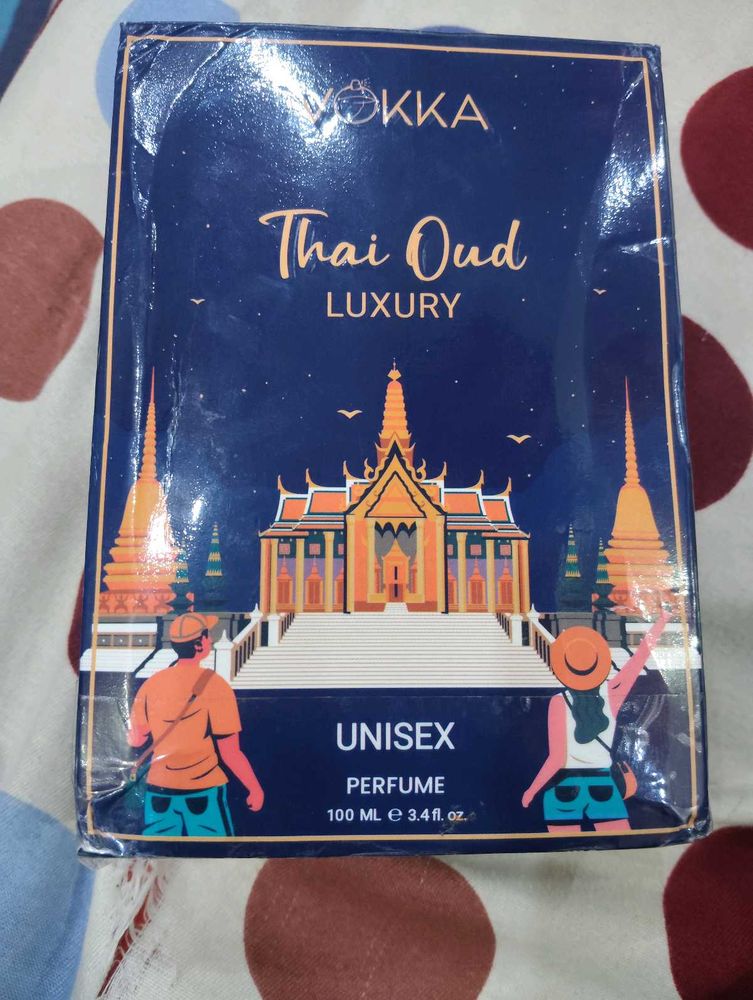 VOKKA
Thai Oud
LUXURY
UNISEX
PERFUME
100 ML ℮ 3.4 fl. oz.